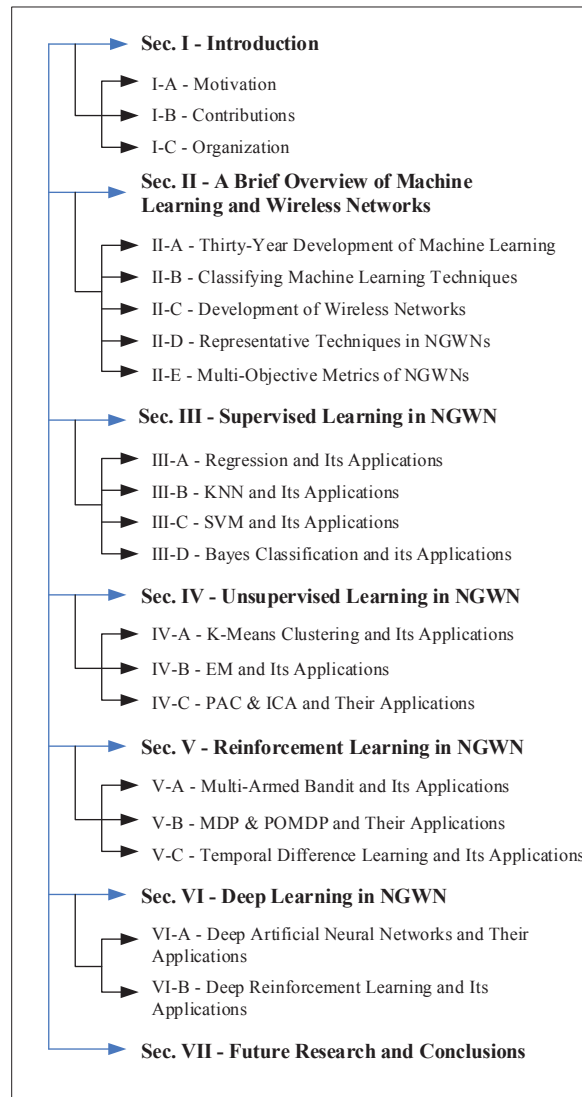 Sec. I - Introduction
I-A - Motivation
I-B - Contributions
I-C - Organization
Sec. II - A Brief Overview of Machine
Learning and Wireless Networks
II-A - Thirty-Year Development of Machine Learning
II-B - Classifying Machine Learning Techniques
II-C - Development of Wireless Networks
II-D - Representative Techniques in NGWNs
II-E - Multi-Objective Metrics of NGWNs
Sec. III - Supervised Learning in NGWN
III-A - Regression and Its Applications
III-B - KNN and Its Applications
III-C - SVM and Its Applications
III-D - Bayes Classification and its Applications
Sec. IV - Unsupervised Learning in NGWN
IV-A - K-Means Clustering and Its Applications
IV-B - EM and Its Applications
IV-C - PAC & ICA and Their Applications
Sec. V - Reinforcement Learning in NGWN
V-A - Multi-Armed Bandit and Its Applications
V-B - MDP & POMDP and Their Applications
V-C - Temporal Difference Learning and Its Applications
Sec. VI - Deep Learning in NGWN
VI-A - Deep Artificial Neural Networks and Their
Applications
VI-B - Deep Reinforcement Learning and Its
Applications
Sec. VII - Future Research and Conclusions